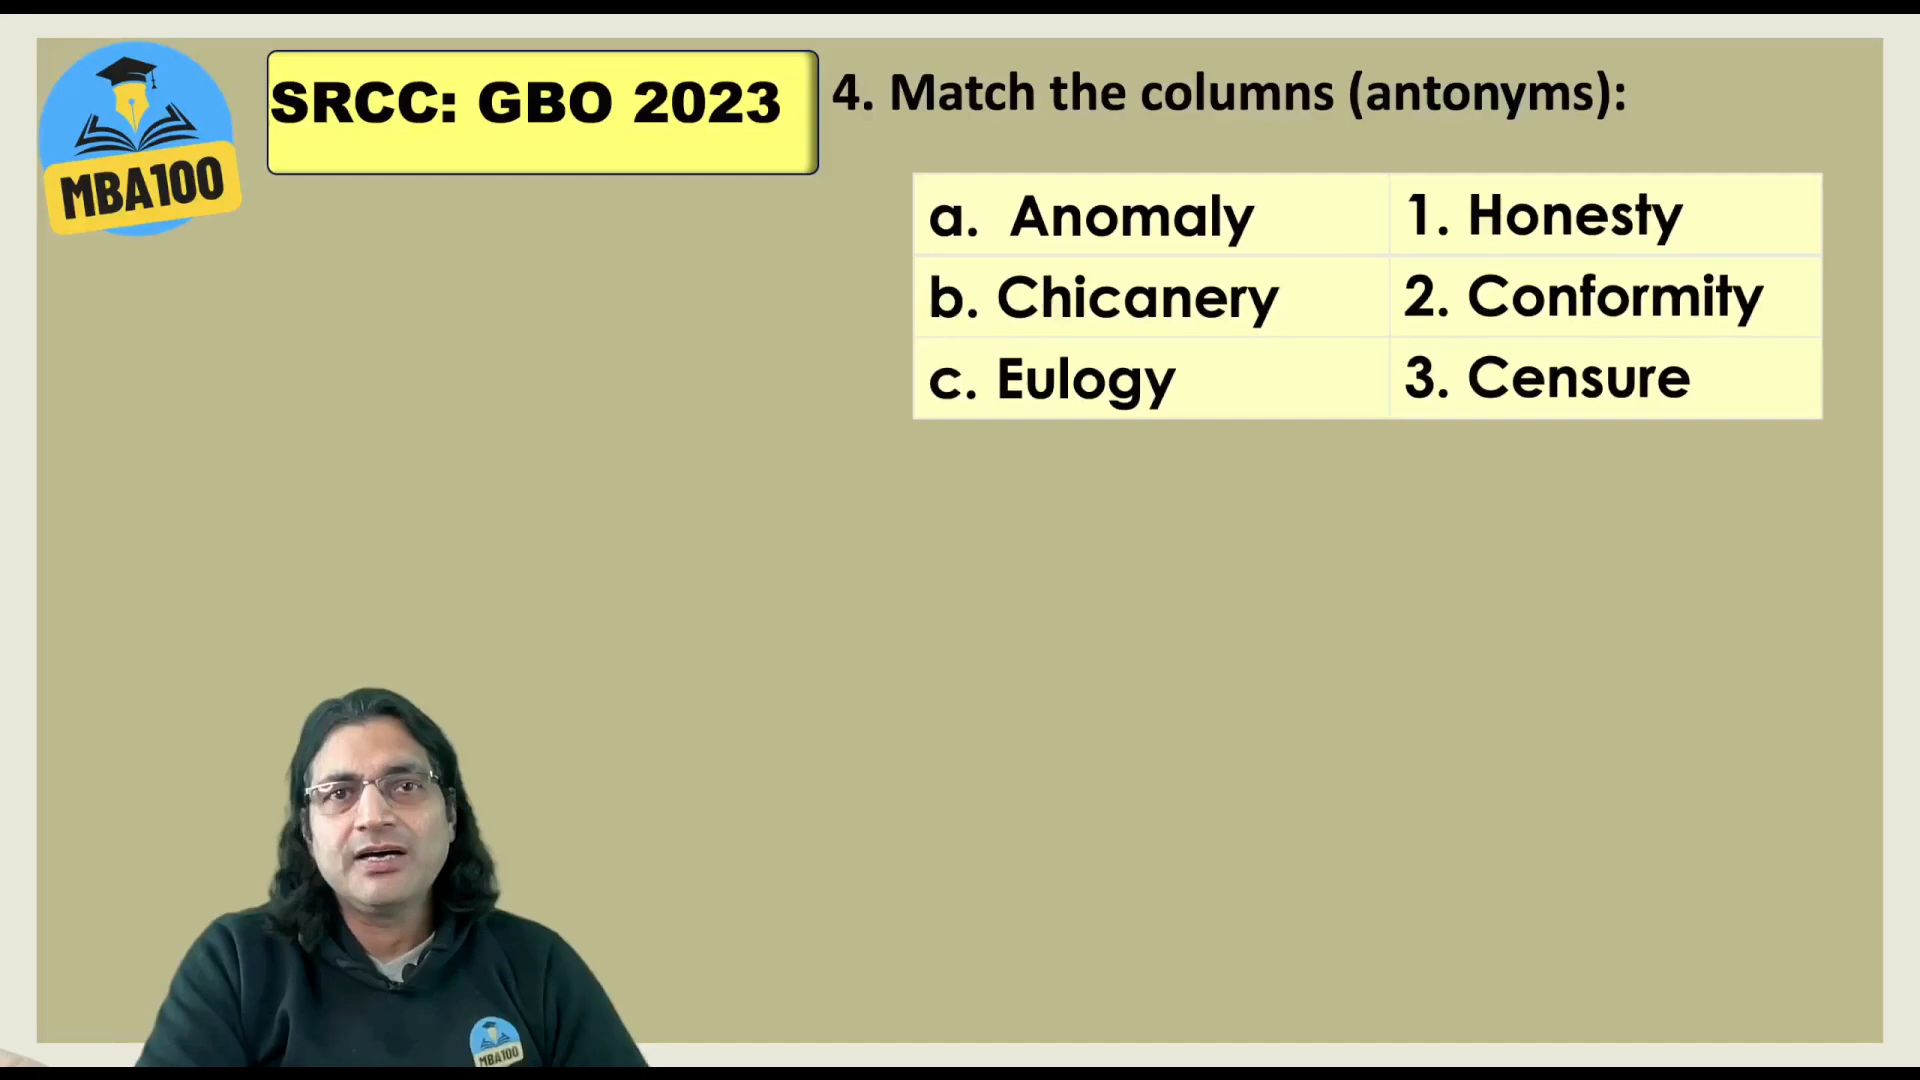 MBA100
SRCC: GBO 2023
4. Match the columns (antonyms):
a. Anomaly
1. Honesty
b. Chicanery
2. Conformity
c. Eulogy
3. Censure
MBA100